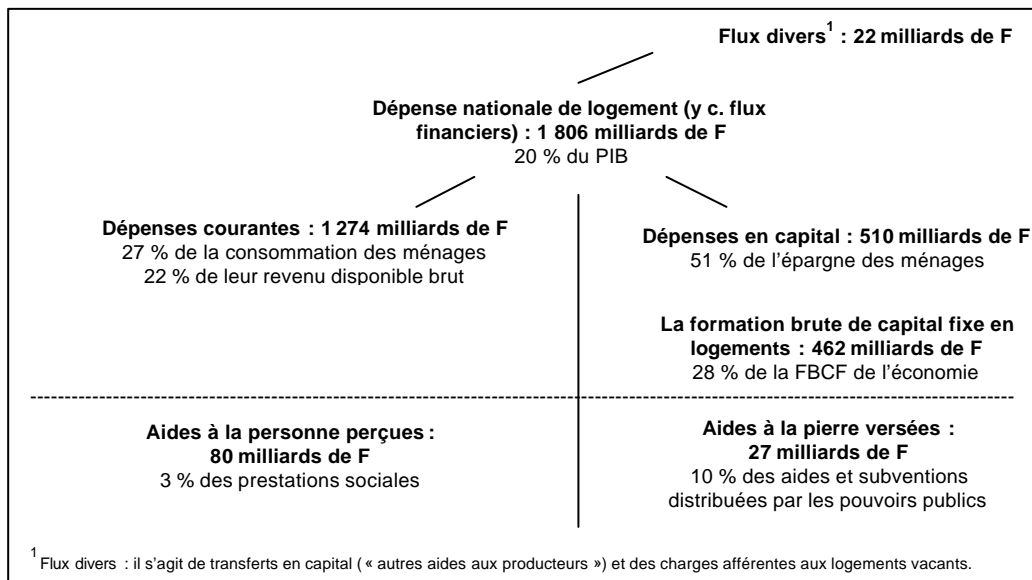 Flux divers¹ : 22 milliards de F
Dépense nationale de logement (y c. flux
financiers) : 1 806 milliards de F
20 % du PIB
Dépenses courantes : 1 274 milliards de F
27 % de la consommation des ménages
22 % de leur revenu disponible brut
Dépenses en capital : 510 milliards de F
51 % de l’épargne des ménages
La formation brute de capital fixe en
logements : 462 milliards de F
28 % de la FBCF de l’économie
Aides à la personne perçues :
80 milliards de F
3 % des prestations sociales
Aides à la pierre versées :
27 milliards de F
10 % des aides et subventions
distribuées par les pouvoirs publics
¹ Flux divers : il s’agit de transferts en capital ( « autres aides aux producteurs ») et des charges afférentes aux logements vacants.